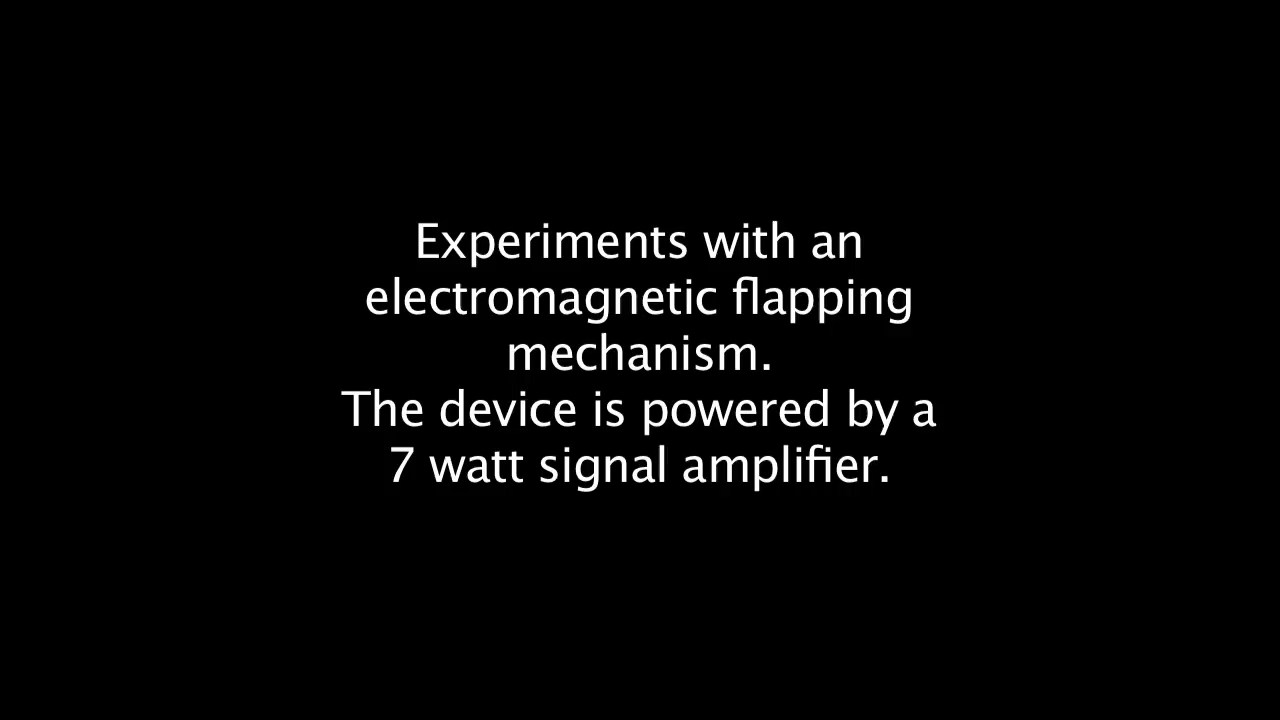 Experiments with an
electromagnetic flapping
mechanism.
The device is powered by a
7 watt signal amplifier.